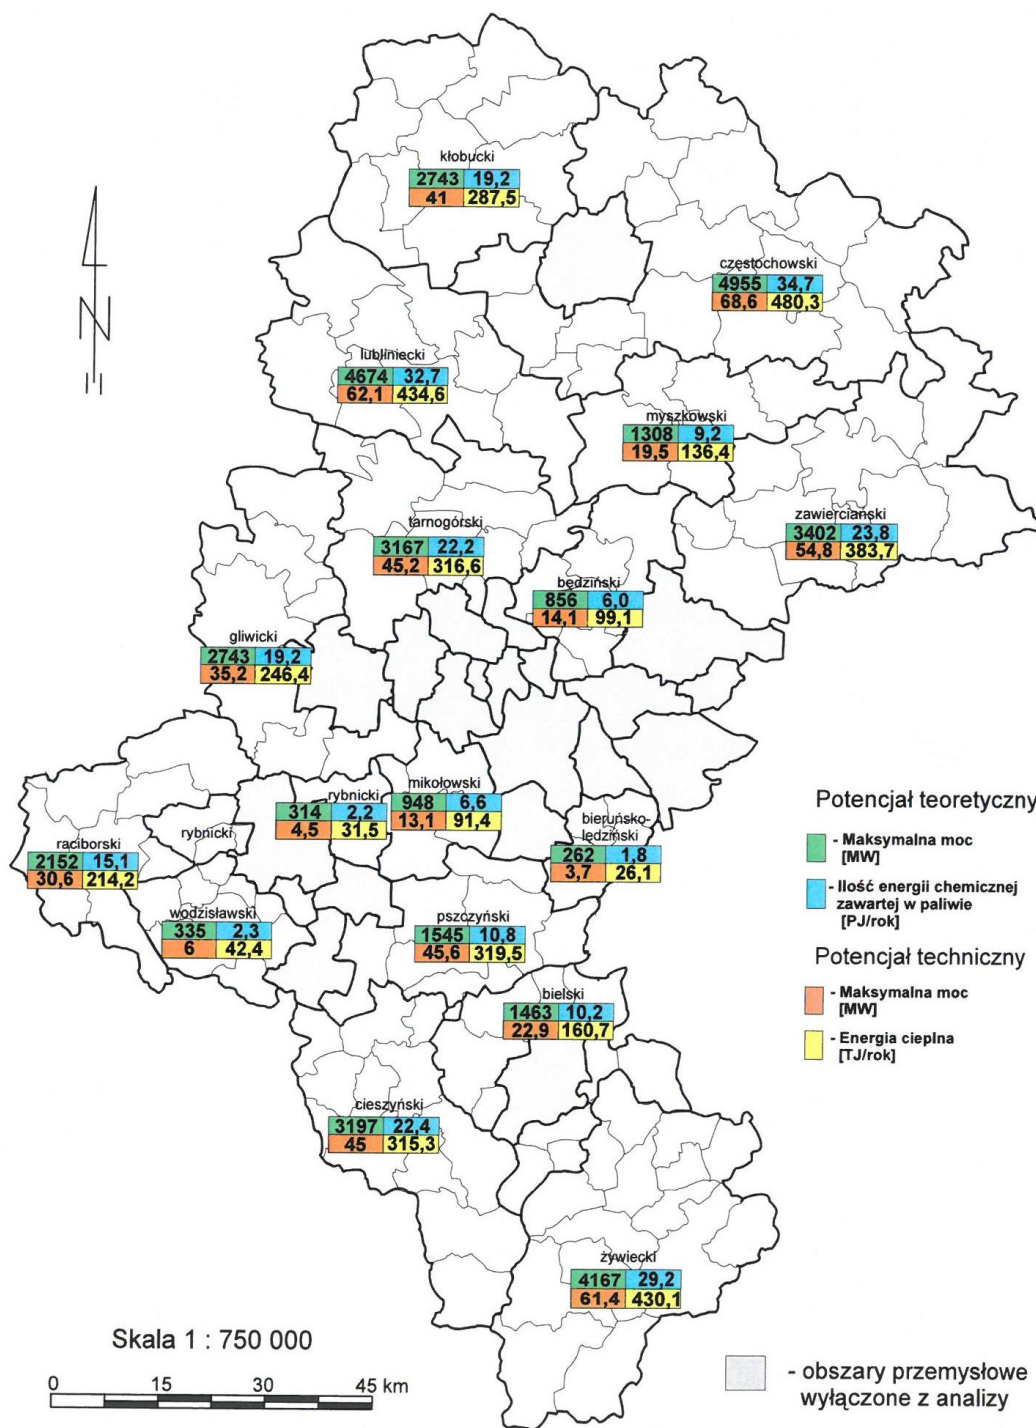 kłobucki
2743 19,2
41 287,5
częstochowski
4955 34,7
68,6 480,3
lubliniecki
4674 32,7
62,1 434,6
myszkowski
1308 9,2
19,5 136,4
zawierciański
3402 23,8
54,8 383,7
tarnogórski
3167 22,2
45,2 316,6
będziński
856 6,0
14,1 99,1
gliwicki
2743 19,2
35,2 246,4
rybnicki
314 2,2
4,5 31,5
mikołowski
948 6,6
13,1 91,4
bieruńsko-
lędziński
262 1,8
3,7 26,1
rybnicki
raciborski
2152 15,1
30,6 214,2
wodzisławski
335 2,3
6 42,4
pszczyński
1545 10,8
45,6 319,5
bielski
1463 10,2
22,9 160,7
cieszyński
3197 22,4
45 315,3
żywiecki
4167 29,2
61,4 430,1
Potencjał teoretyczny
- Maksymalna moc
[MW]
- Ilość energii chemicznej
zawartej w paliwie
[PJ/rok]
Potencjał techniczny
- Maksymalna moc
[MW]
- Energia cieplna
[TJ/rok]
Skala 1 : 750 000
0 15 30 45 km
- obszary przemysłowe
wyłączone z analizy